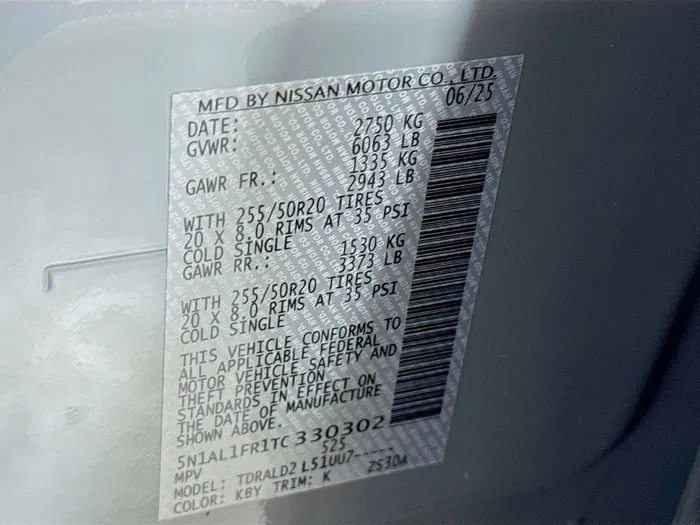 MFD BY NISSAN MOTOR CO., LTD.
DATE: 06/25
GVWR: 2750 KG
6063 LB
GAWR FR.: 1335 KG
2943 LB
WITH 255/50R20 TIRES
20 X 8.0 RIMS AT 35 PSI
COLD SINGLE
GAWR RR.: 1530 KG
3373 LB
WITH 255/50R20 TIRES
20 X 8.0 RIMS AT 35 PSI
COLD SINGLE
THIS VEHICLE CONFORMS TO
ALL APPLICABLE FEDERAL
MOTOR VEHICLE SAFETY AND
THEFT PREVENTION
STANDARDS IN EFFECT ON
THE DATE OF MANUFACTURE
SHOWN ABOVE.
5N1AL1FR1TC330302
MPV 525
MODEL: TDRALD2 L51UU7-----
COLOR: KBY TRIM: K ZS30A